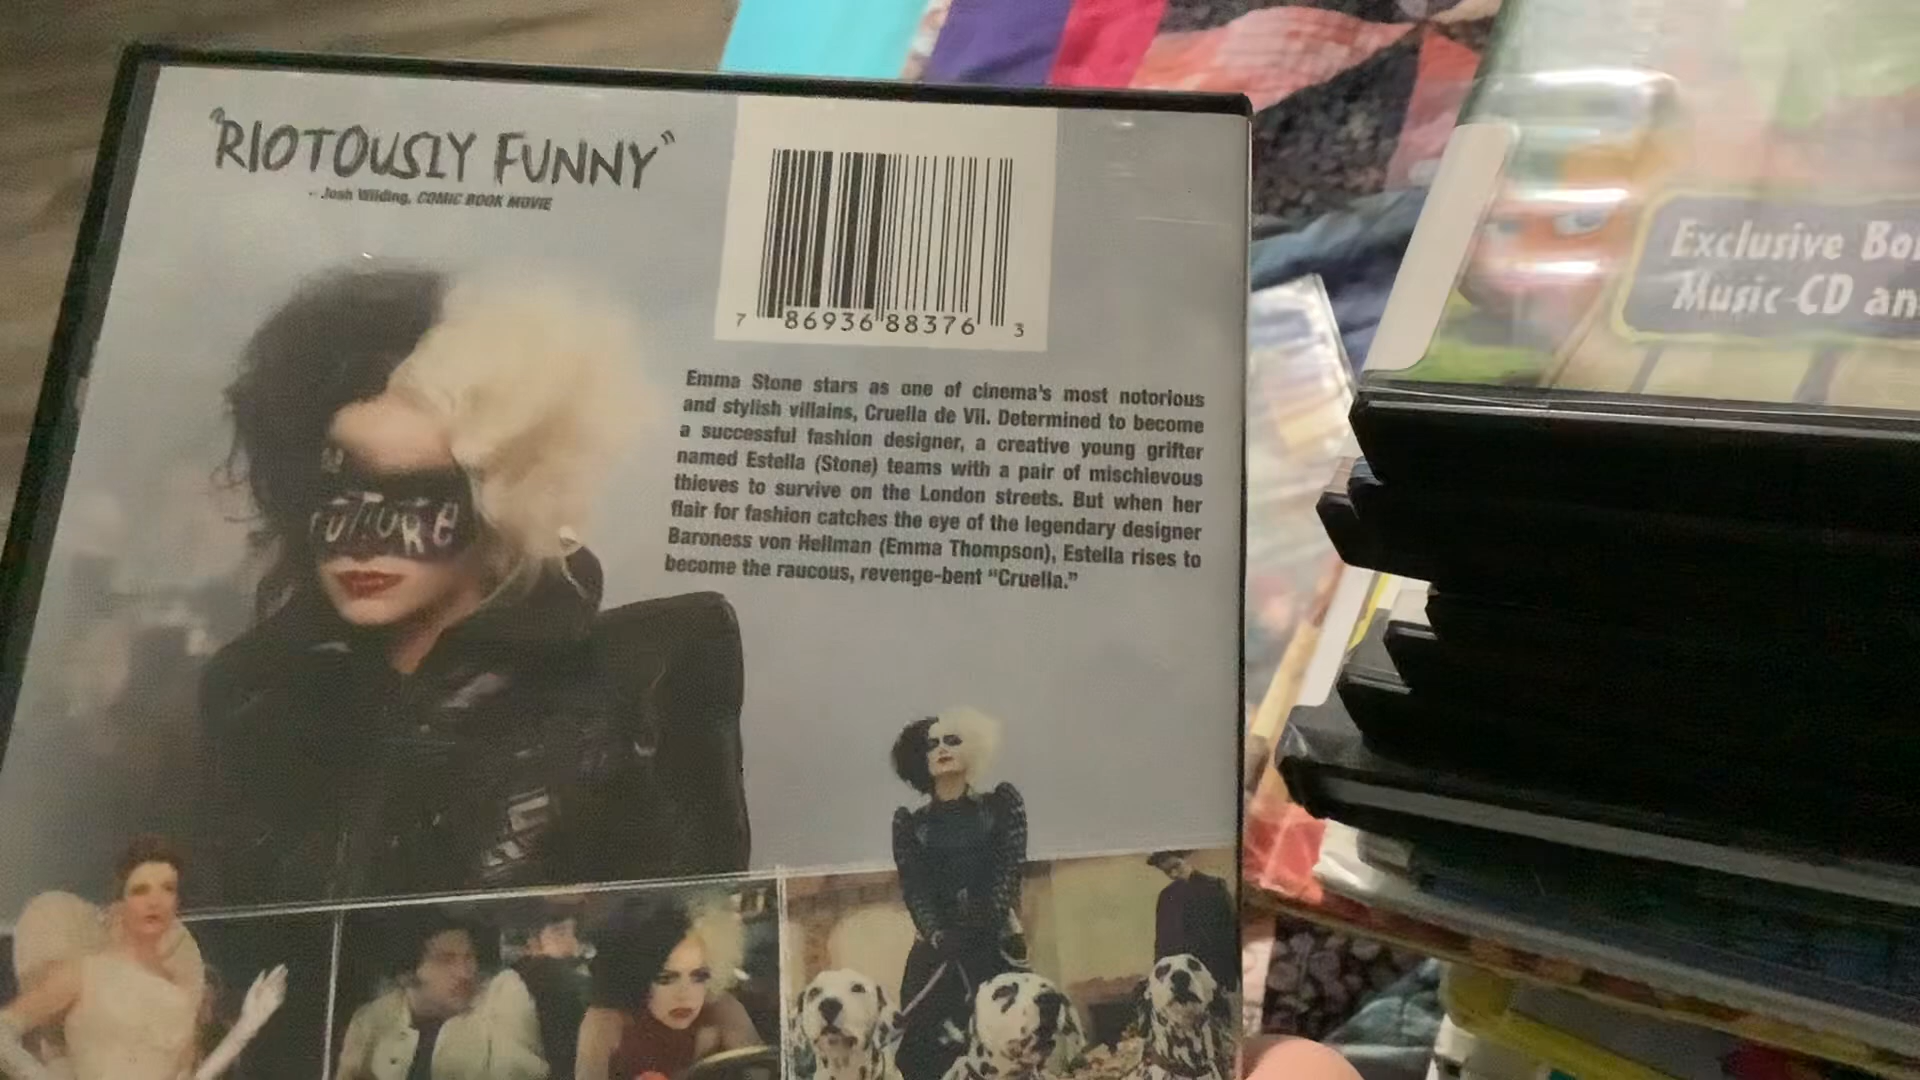 "RIOTOUSLY FUNNY"
- Josh Wilding, COMIC BOOK MOVIE
7 86936 88376 3
Emma Stone stars as one of cinema's most notorious
and stylish villains, Cruella de Vil. Determined to become
a successful fashion designer, a creative young grifter
named Estella (Stone) teams with a pair of mischievous
thieves to survive on the London streets. But when her
flair for fashion catches the eye of the legendary designer
Baroness von Hellman (Emma Thompson), Estella rises to
become the raucous, revenge-bent "Cruella."
FUTURE
Exclusive Bo
Music CD an